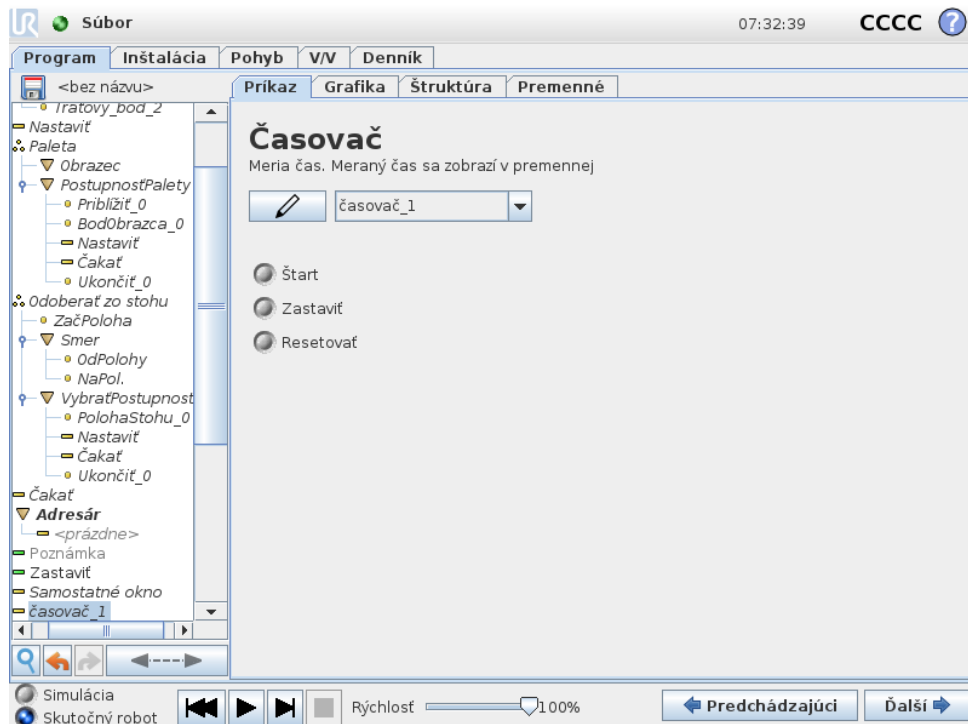 UR Súbor 07:32:39 CCCC ?
Program Inštalácia Pohyb V/V Denník
<bez názvu> Príkaz Grafika Štruktúra Premenné
Traťový_bod_2
Nastaviť
Paleta
Obrazec
PostupnosťPalety
Priblížiť_0
BodObrazca_0
Nastaviť
Čakať
Ukončiť_0
Odoberať zo stohu
ZačPoloha
Smer
OdPolohy
NaPol.
VybraťPostupnosť
PolohaStohu_0
Nastaviť
Čakať
Ukončiť_0
Čakať
Adresár
<prázdne>
Poznámka
Zastaviť
Samostatné okno
časovač_1
Časovač
Meria čas. Meraný čas sa zobrazí v premennej
časovač_1
Štart
Zastaviť
Resetovať
Simulácia
Skutočný robot
Rýchlosť 100%
Predchádzajúci Ďalší